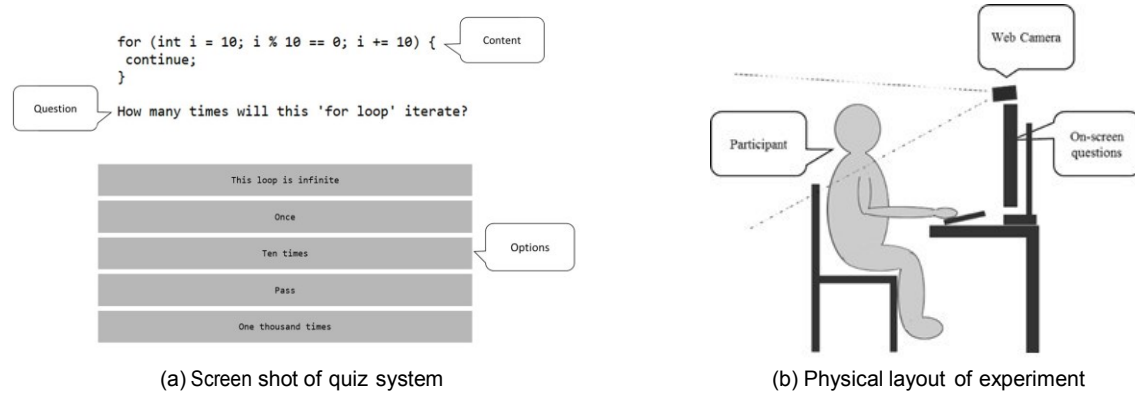 for (int i = 10; i % 10 == 0; i += 10) {
continue;
}
Content
Question
How many times will this 'for loop' iterate?
This loop is infinite
Once
Ten times
Options
Pass
One thousand times
(a) Screen shot of quiz system
Web Camera
Participant
On-screen
questions
(b) Physical layout of experiment